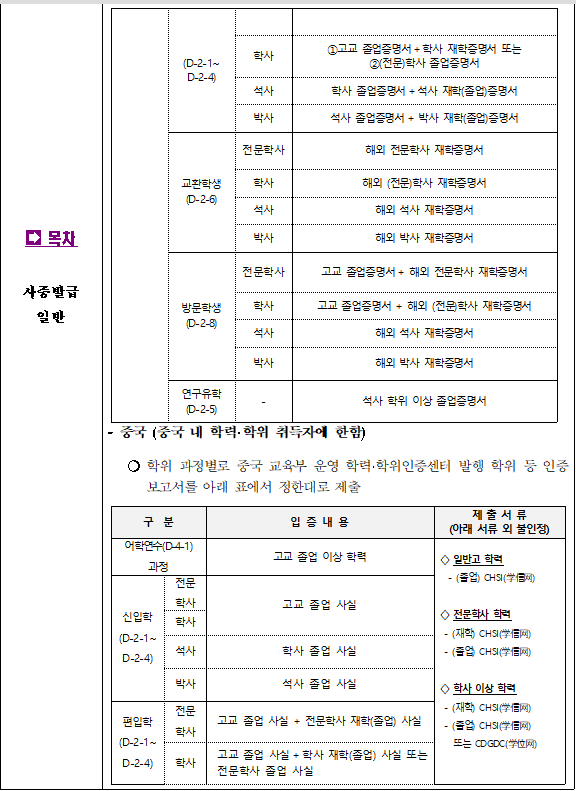 ➡ 목차
사증발급
일반
(D-2-1~
D-2-4)
학사
①고교 졸업증명서 + 학사 재학증명서 또는
②(전문)학사 졸업증명서
석사
학사 졸업증명서 + 석사 재학(졸업)증명서
박사
석사 졸업증명서 + 박사 재학(졸업)증명서
교환학생
(D-2-6)
전문학사
해외 전문학사 재학증명서
학사
해외 (전문)학사 재학증명서
석사
해외 석사 재학증명서
박사
해외 박사 재학증명서
방문학생
(D-2-8)
전문학사
고교 졸업증명서 + 해외 전문학사 재학증명서
학사
고교 졸업증명서 + 해외 (전문)학사 재학증명서
석사
해외 석사 재학증명서
박사
해외 박사 재학증명서
연구유학
(D-2-5)
-
석사 학위 이상 졸업증명서
- 중국 (중국 내 학력·학위 취득자에 한함)
❍ 학위 과정별로 중국 교육부 운영 학력·학위인증센터 발행 학위 등 인증
보고서를 아래 표에서 정한대로 제출
구 분
입 증 내 용
제 출 서 류
(아래 서류 외 불인정)
어학연수(D-4-1)
과정
고교 졸업 이상 학력
신입학
(D-2-1~
D-2-4)
전문
학사
학사
고교 졸업 사실
석사
학사 졸업 사실
박사
석사 졸업 사실
편입학
(D-2-1~
D-2-4)
전문
학사
고교 졸업 사실 + 전문학사 재학(졸업) 사실
학사
고교 졸업 사실 + 학사 재학(졸업) 사실 또는
전문학사 졸업 사실
◇ 일반고 학력
- (졸업) CHSI(学信网)
◇ 전문학사 학력
- (재학) CHSI(学信网)
- (졸업) CHSI(学信网)
◇ 학사 이상 학력
- (재학) CHSI(学信网)
- (졸업) CHSI(学信网)
또는 CDGDC(学位网)